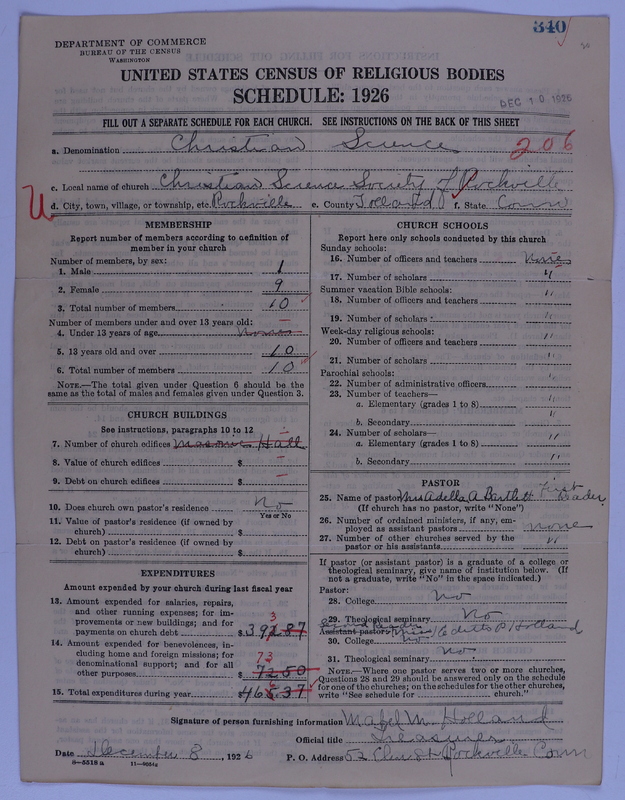 340
DEPARTMENT OF COMMERCE
BUREAU OF THE CENSUS
WASHINGTON
UNITED STATES CENSUS OF RELIGIOUS BODIES
SCHEDULE: 1926
DEC 10 1926
FILL OUT A SEPARATE SCHEDULE FOR EACH CHURCH. SEE INSTRUCTIONS ON THE BACK OF THIS SHEET
a. Denomination Christian Science 206
c. Local name of church Christian Science Society of Rockville
d. City, town, village, or township, etc. Rockville e. County Tolland f. State Conn
MEMBERSHIP
Report number of members according to definition of
member in your church
Number of members, by sex:
1. Male 1
2. Female 9
3. Total number of members 10
Number of members under and over 13 years old:
4. Under 13 years of age None
5. 13 years old and over 10
6. Total number of members 10
NOTE.—The total given under Question 6 should be the
same as the total of males and females given under Question 3.
CHURCH BUILDINGS
See instructions, paragraphs 10 to 12
7. Number of church edifices Masonic Hall
8. Value of church edifices $ –
9. Debt on church edifices $ –
10. Does church own pastor's residence No
Yes or No
11. Value of pastor's residence (if owned by
church) $
12. Debt on pastor's residence (if owned by
church) $
EXPENDITURES
Amount expended by your church during last fiscal year
13. Amount expended for salaries, repairs,
and other running expenses; for im-
provements or new buildings; and for
payments on church debt $ 392.87
14. Amount expended for benevolences, in-
cluding home and foreign missions; for
denominational support; and for all 73
other purposes 72 50
15. Total expenditures during year $ 465 37
CHURCH SCHOOLS
Report here only schools conducted by this church
Sunday schools:
16. Number of officers and teachers None
17. Number of scholars "
Summer vacation Bible schools:
18. Number of officers and teachers "
19. Number of scholars "
Week-day religious schools:
20. Number of officers and teachers "
21. Number of scholars "
Parochial schools:
22. Number of administrative officers "
23. Number of teachers—
a. Elementary (grades 1 to 8) "
b. Secondary "
24. Number of scholars—
a. Elementary (grades 1 to 8) "
b. Secondary "
PASTOR
25. Name of pastor Mrs Adella A Bartlett First Reader
(If church has no pastor, write "None")
26. Number of ordained ministers, if any, em-
ployed as assistant pastors none
27. Number of other churches served by the
pastor or his assistants "
If pastor (or assistant pastor) is a graduate of a college or
theological seminary, give name of institution below. (If
not a graduate, write "No" in the space indicated.)
Pastor:
28. College No
29. Theological seminary No
Second Reader
Assistant pastor: Miss Edith P Holland
30. College No
31. Theological seminary No
NOTE.—Where one pastor serves two or more churches,
Questions 28 and 29 should be answered only on the schedule
for one of the churches; on the schedules for the other churches,
write "See schedule for church."
Signature of person furnishing information Mabel M. Holland
Official title Treasurer
Date December 8, 1926 P. O. Address 52 Elm St Rockville Conn
8—5518 a